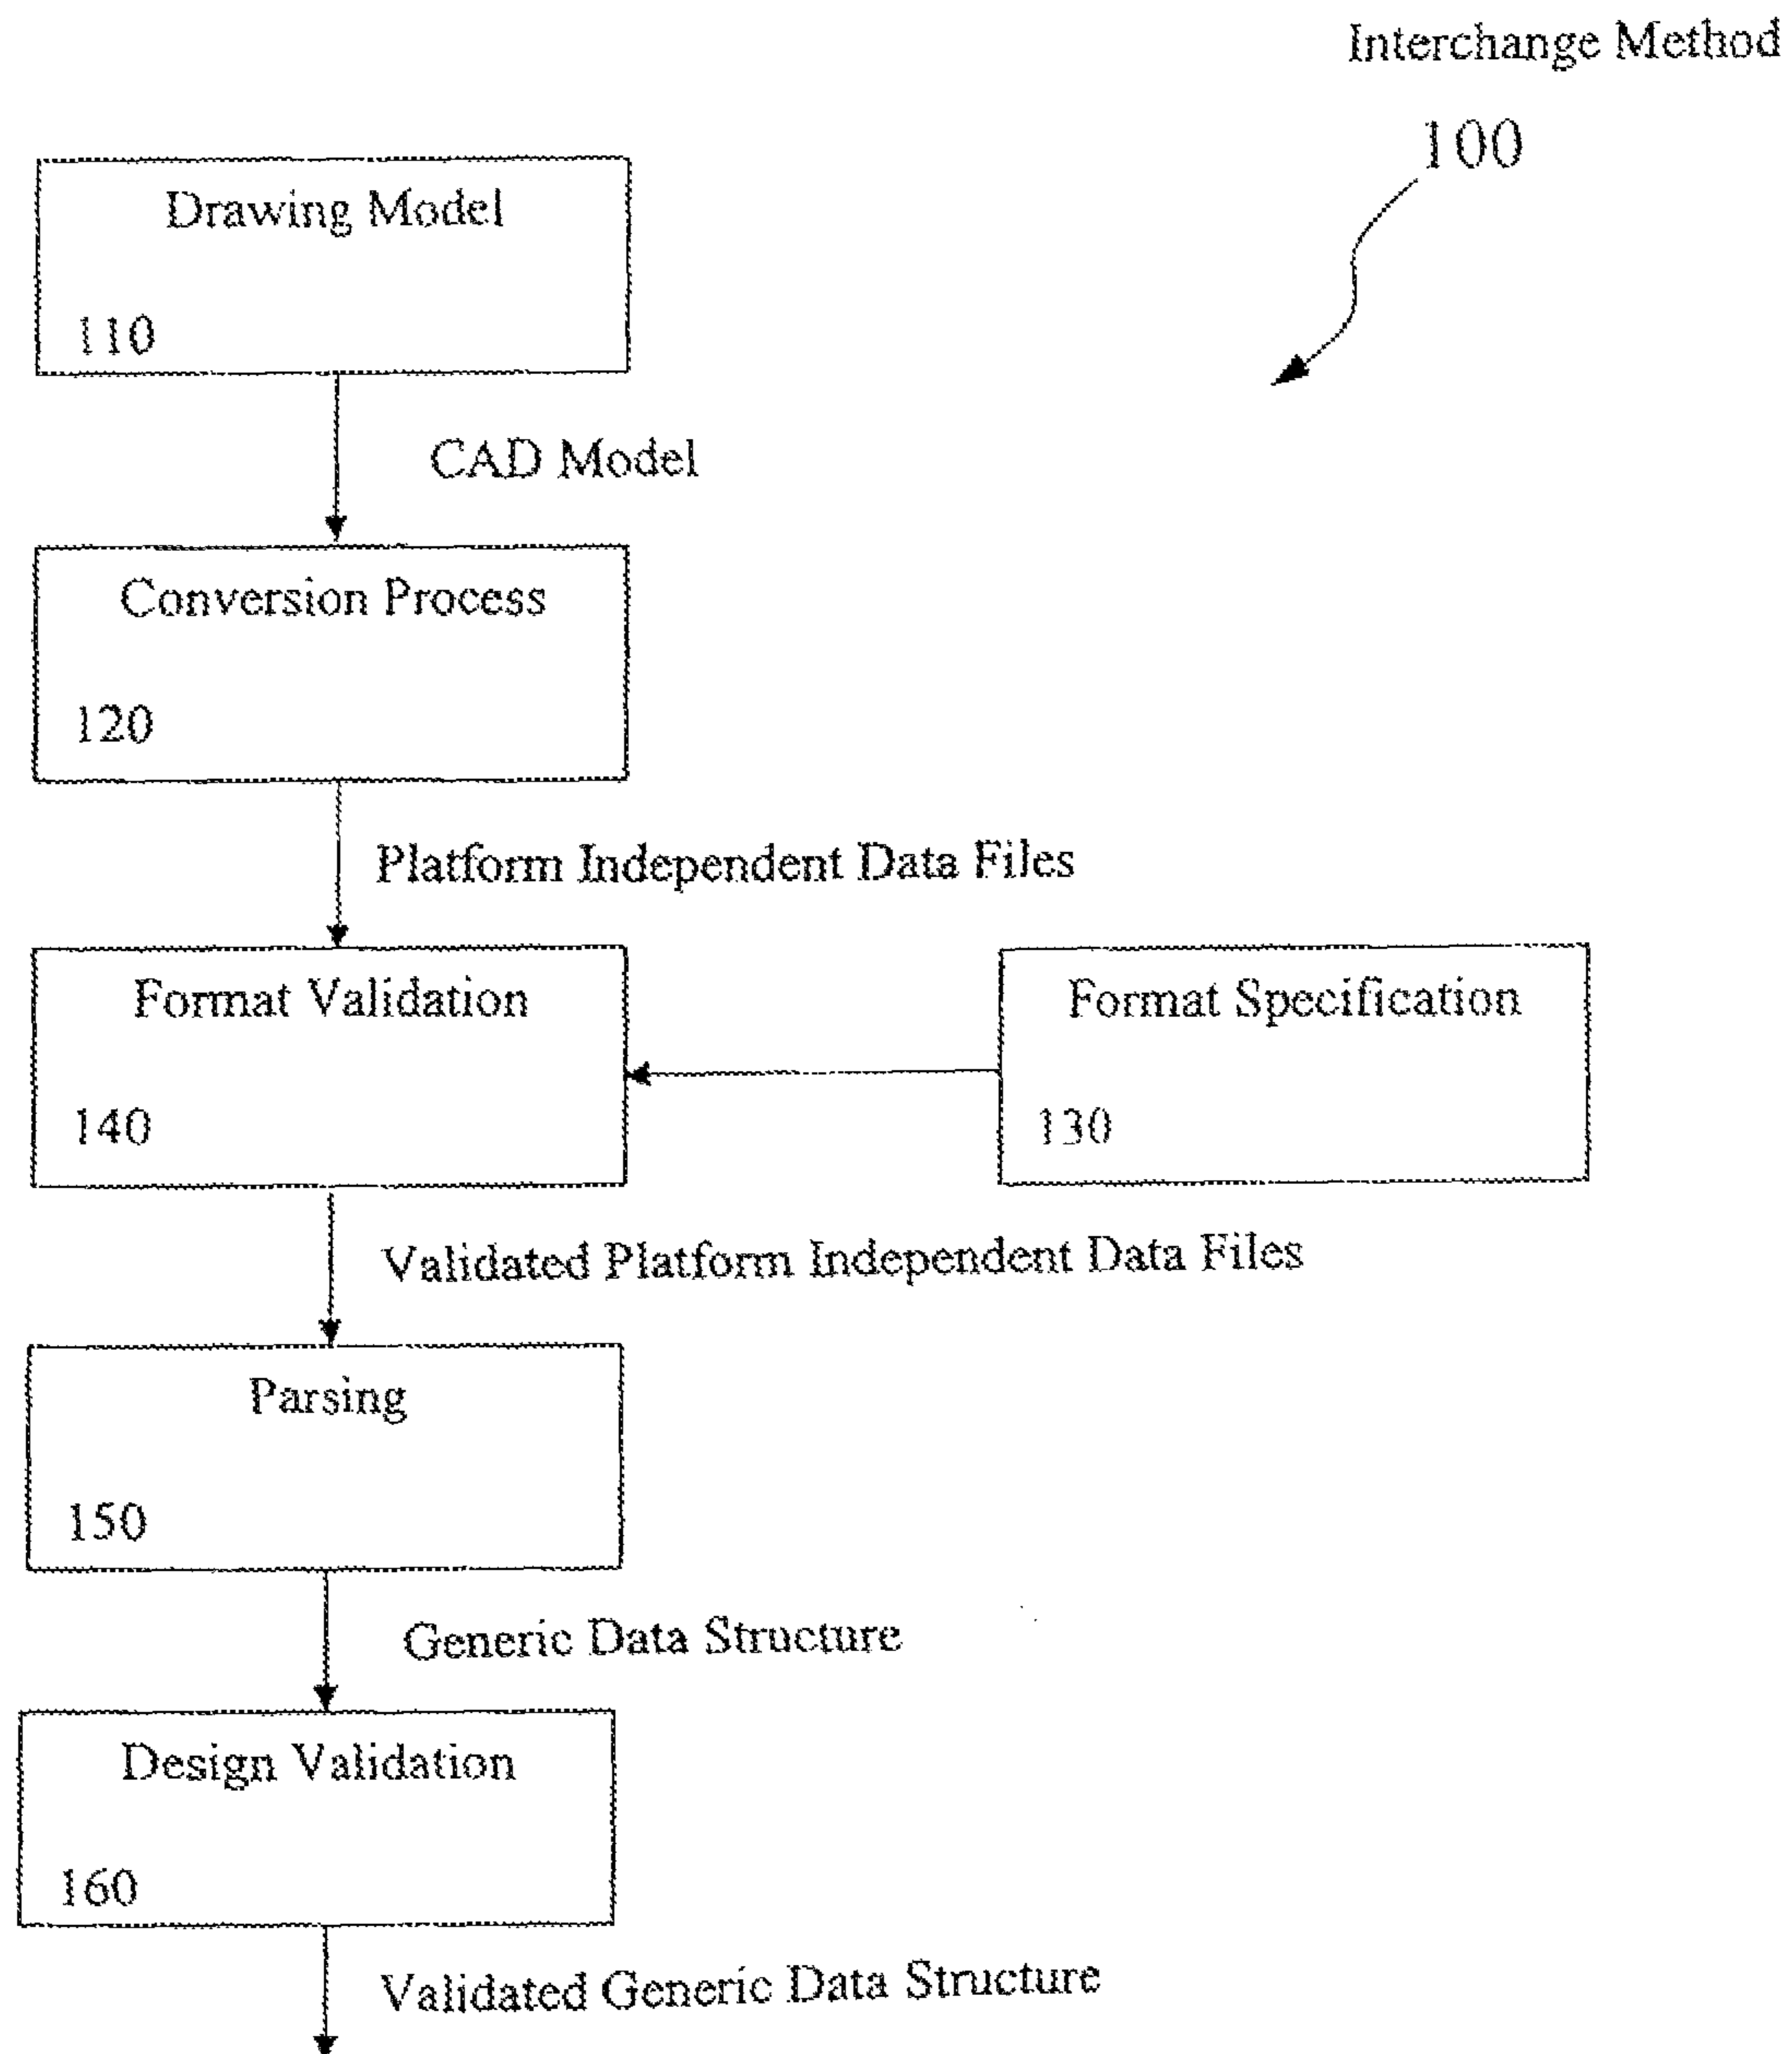 Interchange Method
100
Drawing Model
110
CAD Model
Conversion Process
120
Platform Independent Data Files
Format Validation
140
Format Specification
130
Validated Platform Independent Data Files
Parsing
150
Generic Data Structure
Design Validation
160
Validated Generic Data Structure